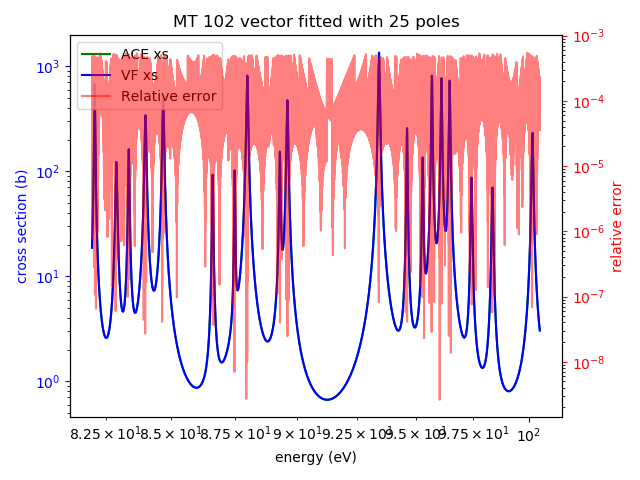 MT 102 vector fitted with 25 poles
ACE xs
VF xs
Relative error
cross section (b)
10³
10²
10¹
10⁰
relative error
10⁻³
10⁻⁴
10⁻⁵
10⁻⁶
10⁻⁷
10⁻⁸
8.25×10¹ 8.5×10¹ 8.75×10¹ 9×10¹ 9.25×10¹ 9.5×10¹ 9.75×10¹ 10²
energy (eV)